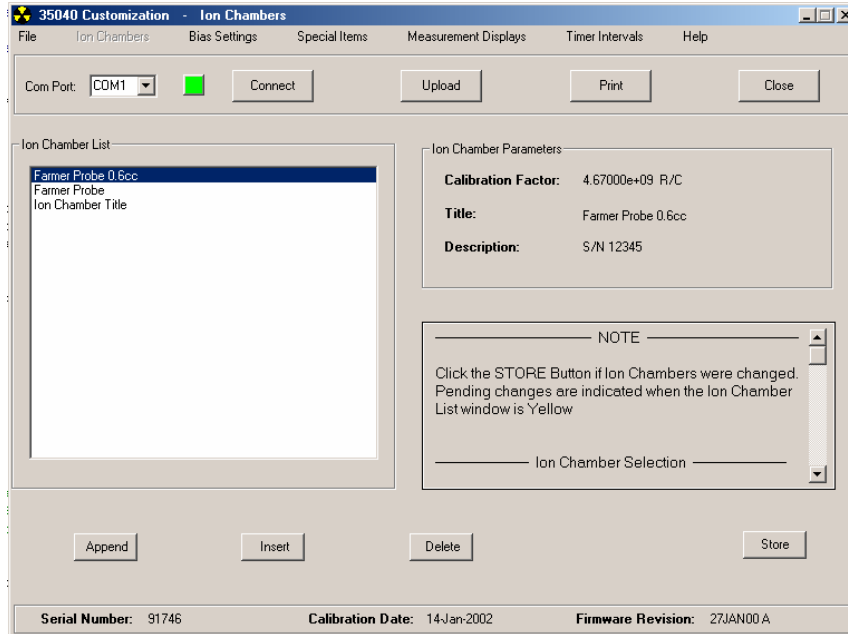 35040 Customization - Ion Chambers
File Ion Chambers Bias Settings Special Items Measurement Displays Timer Intervals Help
Com Port: COM1 Connect Upload Print Close
Ion Chamber List
Farmer Probe 0.6cc
Farmer Probe
Ion Chamber Title
Ion Chamber Parameters
Calibration Factor: 4.67000e+09 R/C
Title: Farmer Probe 0.6cc
Description: S/N 12345
NOTE
Click the STORE Button if Ion Chambers were changed.
Pending changes are indicated when the Ion Chamber
List window is Yellow
Ion Chamber Selection
Append Insert Delete Store
Serial Number: 91746 Calibration Date: 14-Jan-2002 Firmware Revision: 27JAN00 A